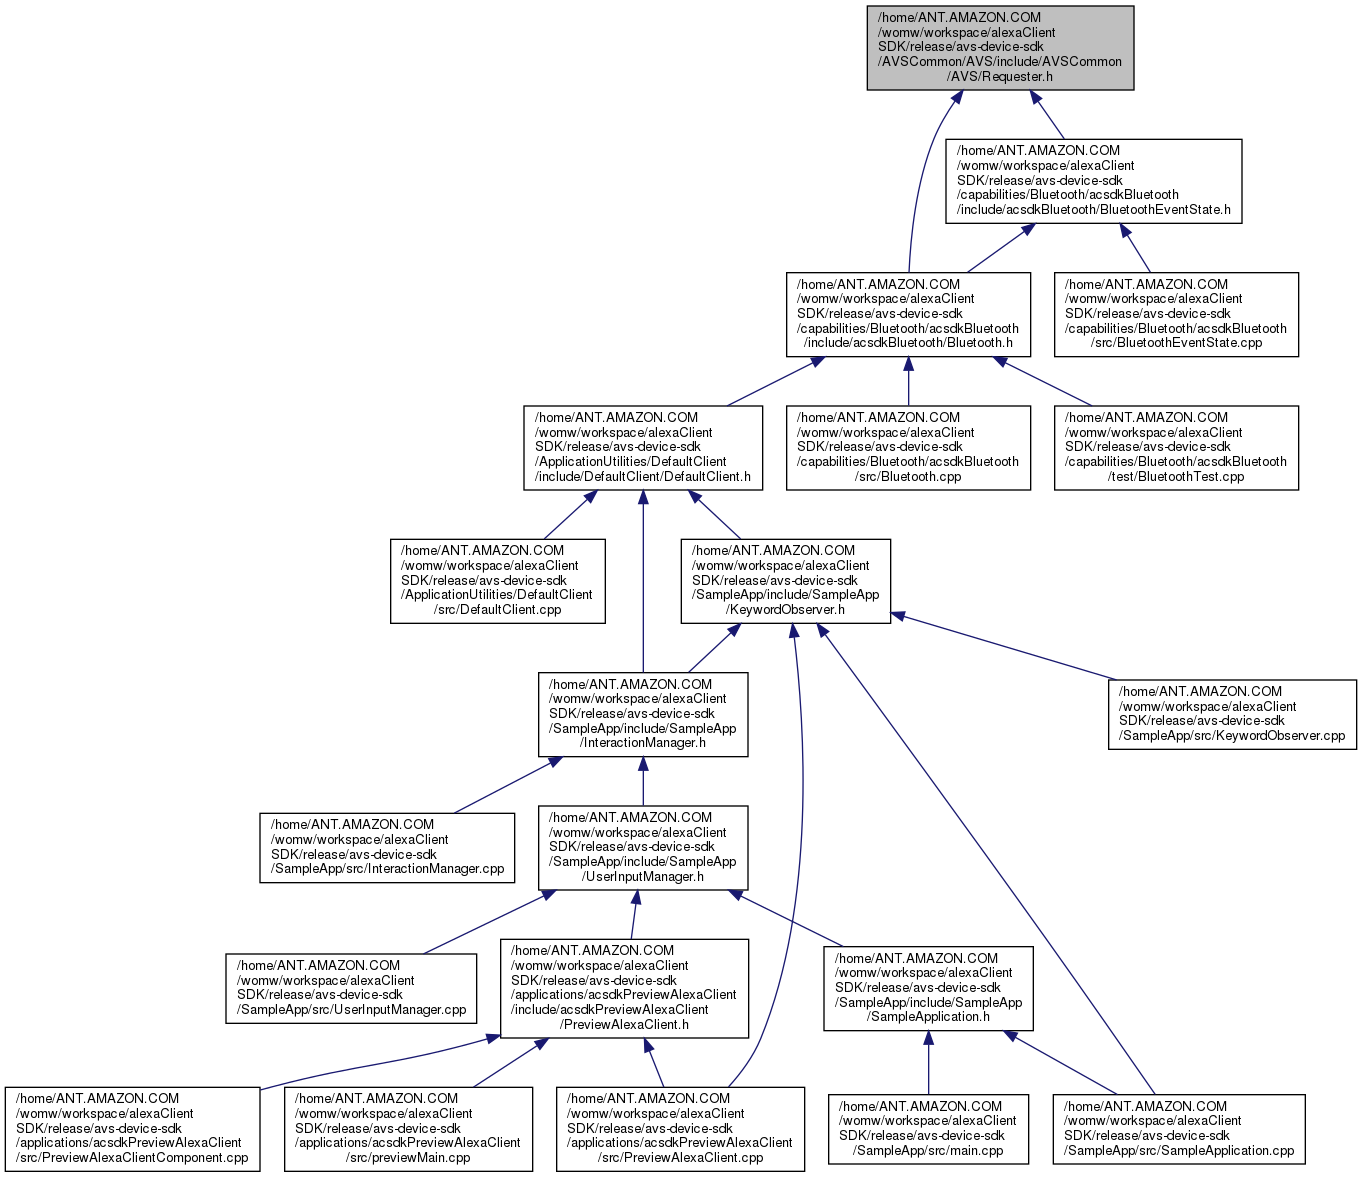 /home/ANT.AMAZON.COM
/womw/workspace/alexaClient
SDK/release/avs-device-sdk
/AVSCommon/AVS/include/AVSCommon
/AVS/Requester.h
/home/ANT.AMAZON.COM
/womw/workspace/alexaClient
SDK/release/avs-device-sdk
/capabilities/Bluetooth/acsdkBluetooth
/include/acsdkBluetooth/BluetoothEventState.h
/home/ANT.AMAZON.COM
/womw/workspace/alexaClient
SDK/release/avs-device-sdk
/capabilities/Bluetooth/acsdkBluetooth
/include/acsdkBluetooth/Bluetooth.h
/home/ANT.AMAZON.COM
/womw/workspace/alexaClient
SDK/release/avs-device-sdk
/capabilities/Bluetooth/acsdkBluetooth
/src/BluetoothEventState.cpp
/home/ANT.AMAZON.COM
/womw/workspace/alexaClient
SDK/release/avs-device-sdk
/ApplicationUtilities/DefaultClient
/include/DefaultClient/DefaultClient.h
/home/ANT.AMAZON.COM
/womw/workspace/alexaClient
SDK/release/avs-device-sdk
/capabilities/Bluetooth/acsdkBluetooth
/src/Bluetooth.cpp
/home/ANT.AMAZON.COM
/womw/workspace/alexaClient
SDK/release/avs-device-sdk
/capabilities/Bluetooth/acsdkBluetooth
/test/BluetoothTest.cpp
/home/ANT.AMAZON.COM
/womw/workspace/alexaClient
SDK/release/avs-device-sdk
/ApplicationUtilities/DefaultClient
/src/DefaultClient.cpp
/home/ANT.AMAZON.COM
/womw/workspace/alexaClient
SDK/release/avs-device-sdk
/SampleApp/include/SampleApp
/KeywordObserver.h
/home/ANT.AMAZON.COM
/womw/workspace/alexaClient
SDK/release/avs-device-sdk
/SampleApp/include/SampleApp
/InteractionManager.h
/home/ANT.AMAZON.COM
/womw/workspace/alexaClient
SDK/release/avs-device-sdk
/SampleApp/src/KeywordObserver.cpp
/home/ANT.AMAZON.COM
/womw/workspace/alexaClient
SDK/release/avs-device-sdk
/SampleApp/src/InteractionManager.cpp
/home/ANT.AMAZON.COM
/womw/workspace/alexaClient
SDK/release/avs-device-sdk
/SampleApp/include/SampleApp
/UserInputManager.h
/home/ANT.AMAZON.COM
/womw/workspace/alexaClient
SDK/release/avs-device-sdk
/SampleApp/src/UserInputManager.cpp
/home/ANT.AMAZON.COM
/womw/workspace/alexaClient
SDK/release/avs-device-sdk
/applications/acsdkPreviewAlexaClient
/include/acsdkPreviewAlexaClient
/PreviewAlexaClient.h
/home/ANT.AMAZON.COM
/womw/workspace/alexaClient
SDK/release/avs-device-sdk
/SampleApp/include/SampleApp
/SampleApplication.h
/home/ANT.AMAZON.COM
/womw/workspace/alexaClient
SDK/release/avs-device-sdk
/applications/acsdkPreviewAlexaClient
/src/PreviewAlexaClientComponent.cpp
/home/ANT.AMAZON.COM
/womw/workspace/alexaClient
SDK/release/avs-device-sdk
/applications/acsdkPreviewAlexaClient
/src/previewMain.cpp
/home/ANT.AMAZON.COM
/womw/workspace/alexaClient
SDK/release/avs-device-sdk
/applications/acsdkPreviewAlexaClient
/src/PreviewAlexaClient.cpp
/home/ANT.AMAZON.COM
/womw/workspace/alexaClient
SDK/release/avs-device-sdk
/SampleApp/src/main.cpp
/home/ANT.AMAZON.COM
/womw/workspace/alexaClient
SDK/release/avs-device-sdk
/SampleApp/src/SampleApplication.cpp